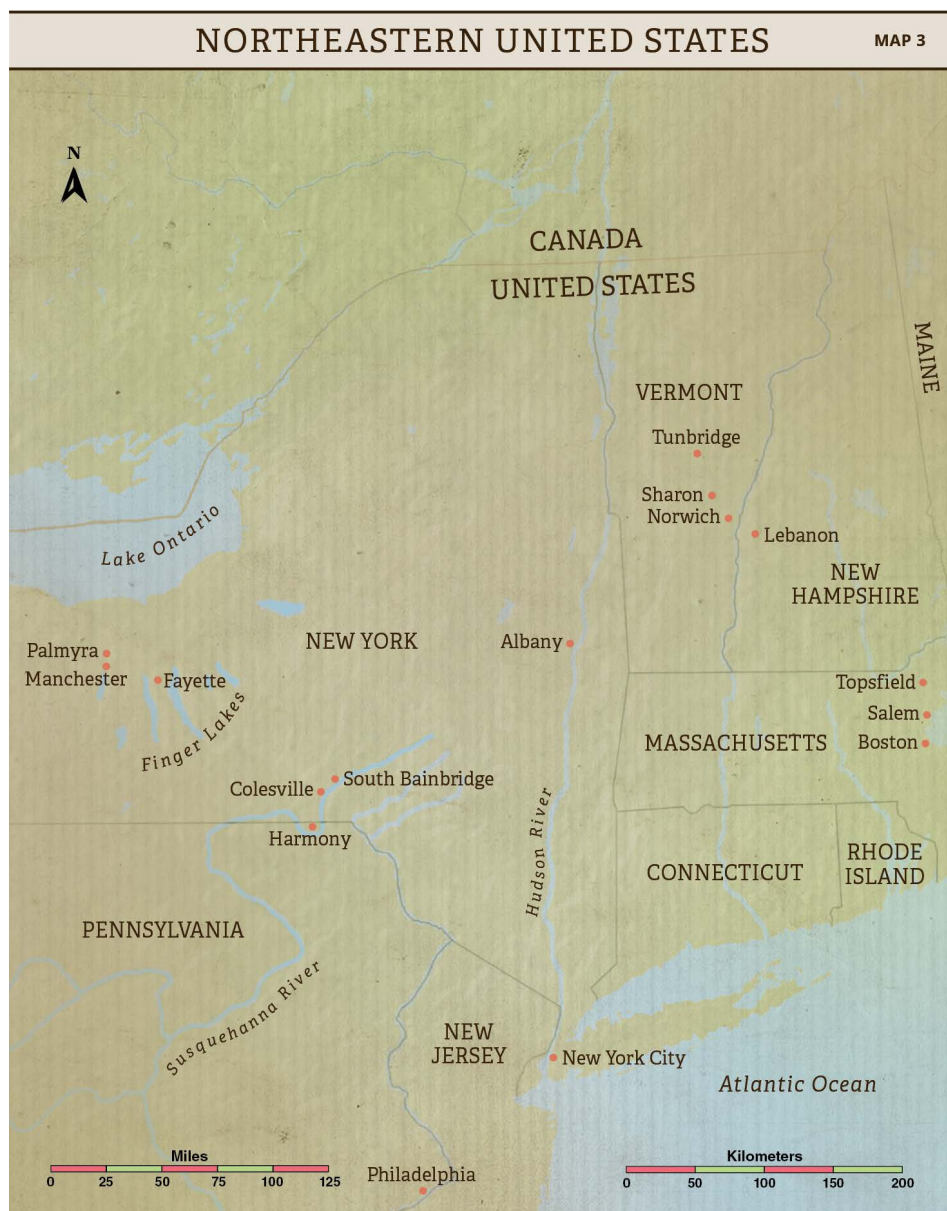 NORTHEASTERN UNITED STATES
MAP 3
N
CANADA
UNITED STATES
MAINE
VERMONT
Tunbridge
Sharon
Norwich
Lebanon
Lake Ontario
NEW
HAMPSHIRE
NEW YORK
Albany
Palmyra
Manchester
Fayette
Finger Lakes
Topsfield
Salem
Boston
MASSACHUSETTS
South Bainbridge
Colesville
Harmony
Hudson River
CONNECTICUT
RHODE
ISLAND
PENNSYLVANIA
Susquehanna River
NEW
JERSEY
New York City
Atlantic Ocean
Philadelphia
Miles
0 25 50 75 100 125
Kilometers
0 50 100 150 200